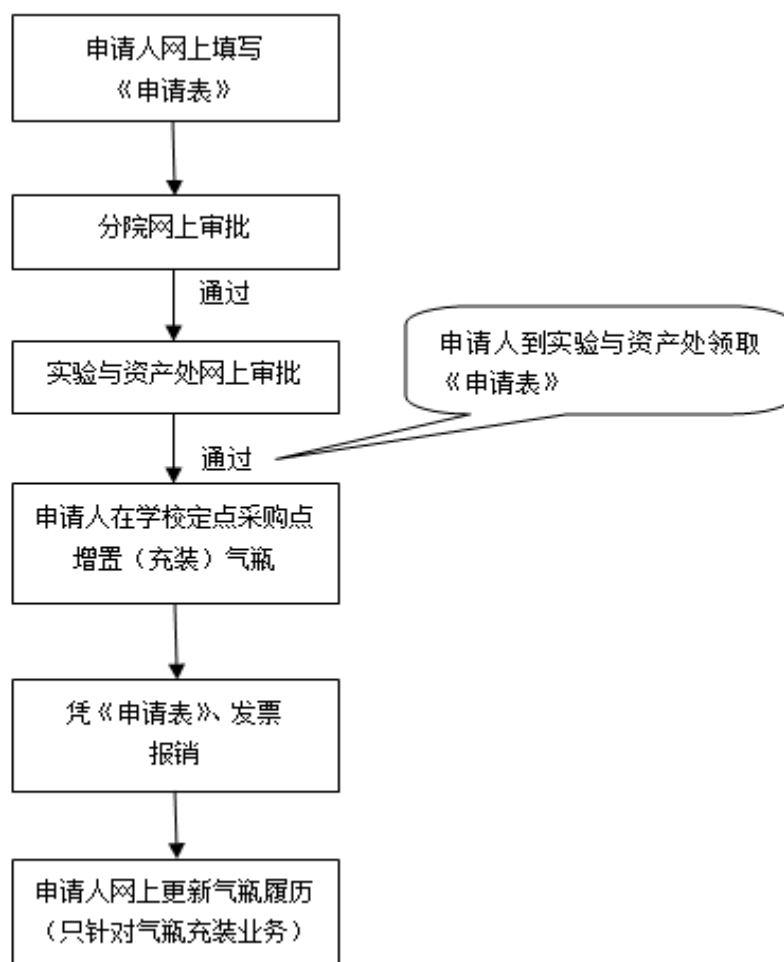 申请人网上填写
《申请表》
分院网上审批
通过
实验与资产处网上审批
申请人到实验与资产处领取
《申请表》
通过
申请人在学校定点采购点
增置（充装）气瓶
凭《申请表》、发票
报销
申请人网上更新气瓶履历
（只针对气瓶充装业务）